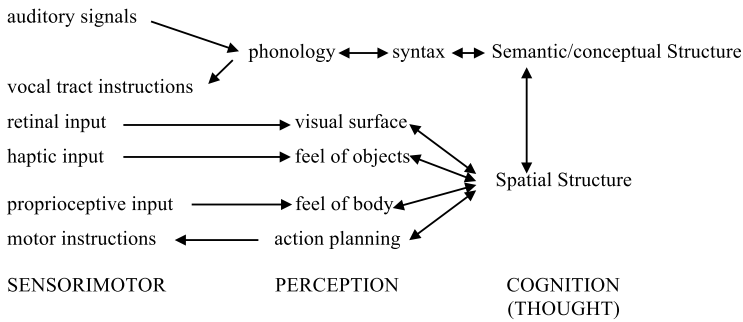 auditory signals
phonology
syntax
Semantic/conceptual Structure
vocal tract instructions
retinal input
visual surface
haptic input
feel of objects
Spatial Structure
proprioceptive input
feel of body
motor instructions
action planning
SENSORIMOTOR
PERCEPTION
COGNITION
(THOUGHT)